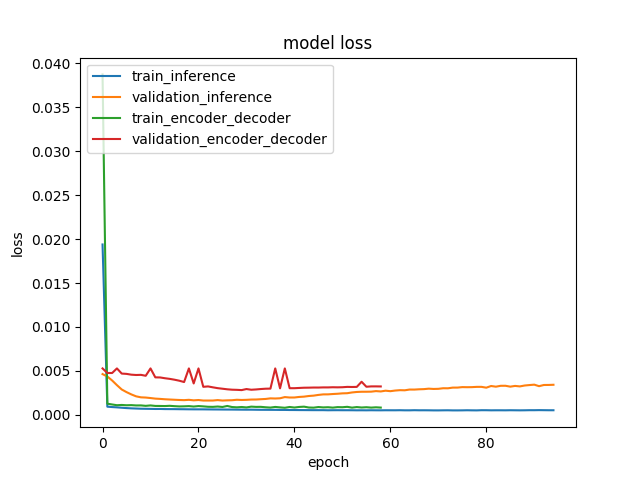 model loss
0.040
0.035
0.030
0.025
0.020
0.015
0.010
0.005
0.000
loss
train_inference
validation_inference
train_encoder_decoder
validation_encoder_decoder
0
20
40
60
80
epoch